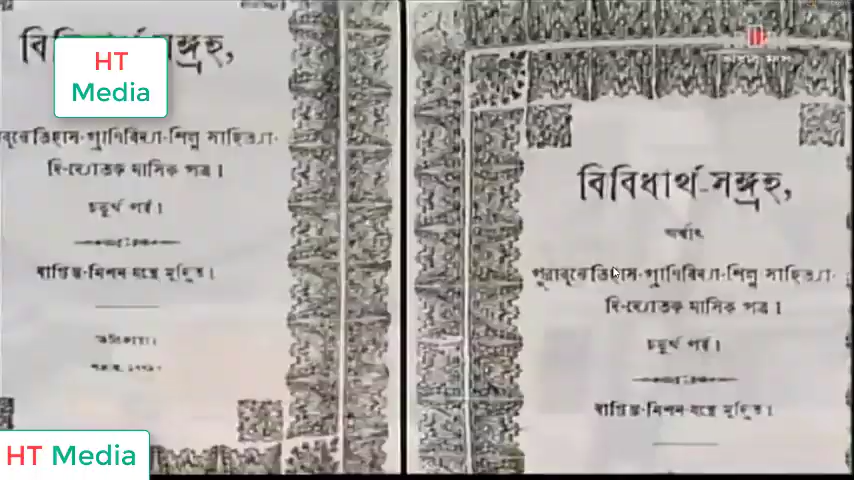 বিবিধার্থ-সঙ্গ্রহ,
HT
Media
পুরাবৃত্তেতিহাস-প্রাণিবিদ্যা-শিল্প সাহিত্যা-
দি-দ্যোতক মাসিক পত্র।
চতুর্থ পর্ব্ব।
বাপ্তিস্ত-মিশন-যন্ত্রে মুদ্রিত।
কলিকাতা।
HT Media
বিবিধার্থ-সঙ্গ্রহ,
অর্থাৎ
পুরাবৃত্তেতিহাস-প্রাণিবিদ্যা-শিল্প সাহিত্যা-
দি-দ্যোতক মাসিক পত্র।
চতুর্থ পর্ব্ব।
বাপ্তিস্ত-মিশন-যন্ত্রে মুদ্রিত।